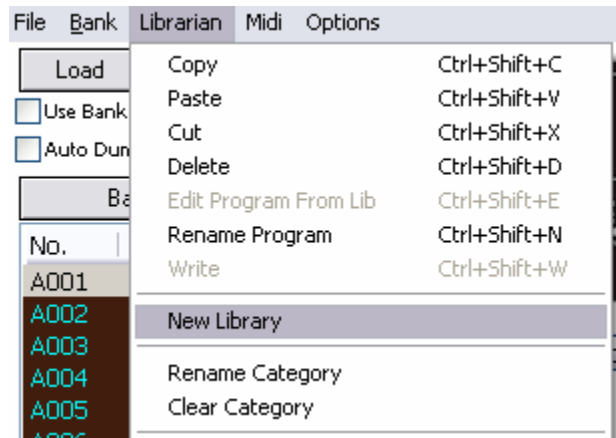 File Bank Librarian Midi Options
Load
Copy Ctrl+Shift+C
Use Bank
Paste Ctrl+Shift+V
Cut Ctrl+Shift+X
Auto Dun
Delete Ctrl+Shift+D
Edit Program From Lib Ctrl+Shift+E
Rename Program Ctrl+Shift+N
No.
Write Ctrl+Shift+W
A001
A002
New Library
A003
A004
Rename Category
A005
Clear Category